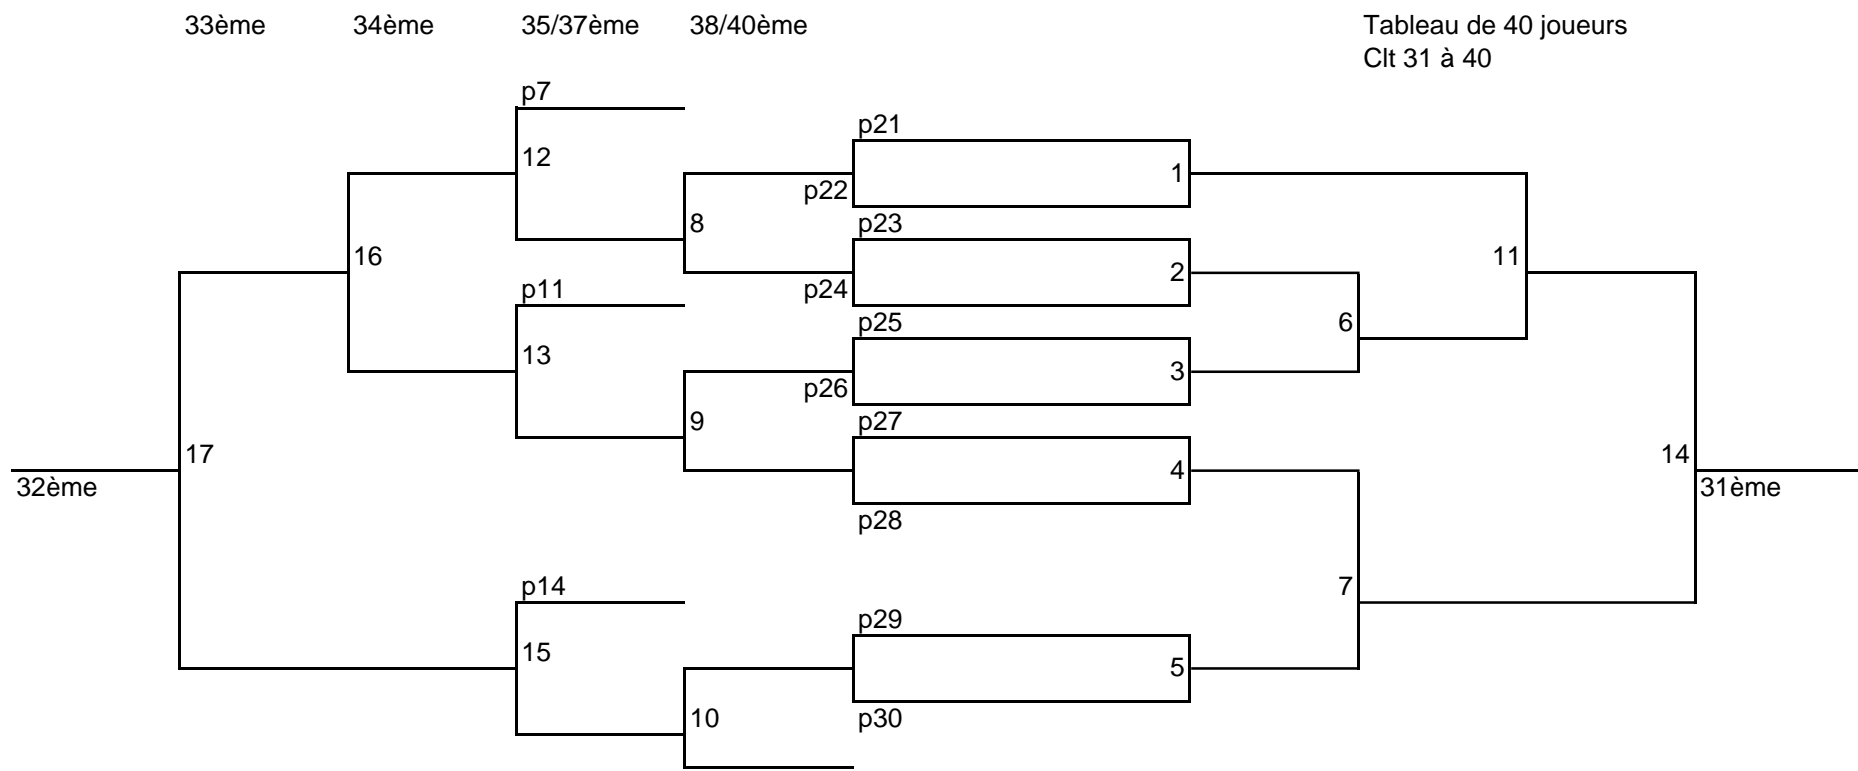 33ème 34ème 35/37ème 38/40ème Tableau de 40 joueurs
Clt 31 à 40
p7
p21
12 1
p22
8 p23
16 2 11
p11 p24
p25 6
13 3
p26
9 p27
17 4 14
32ème 31ème
p28
p14 7
p29
15 5
10 p30